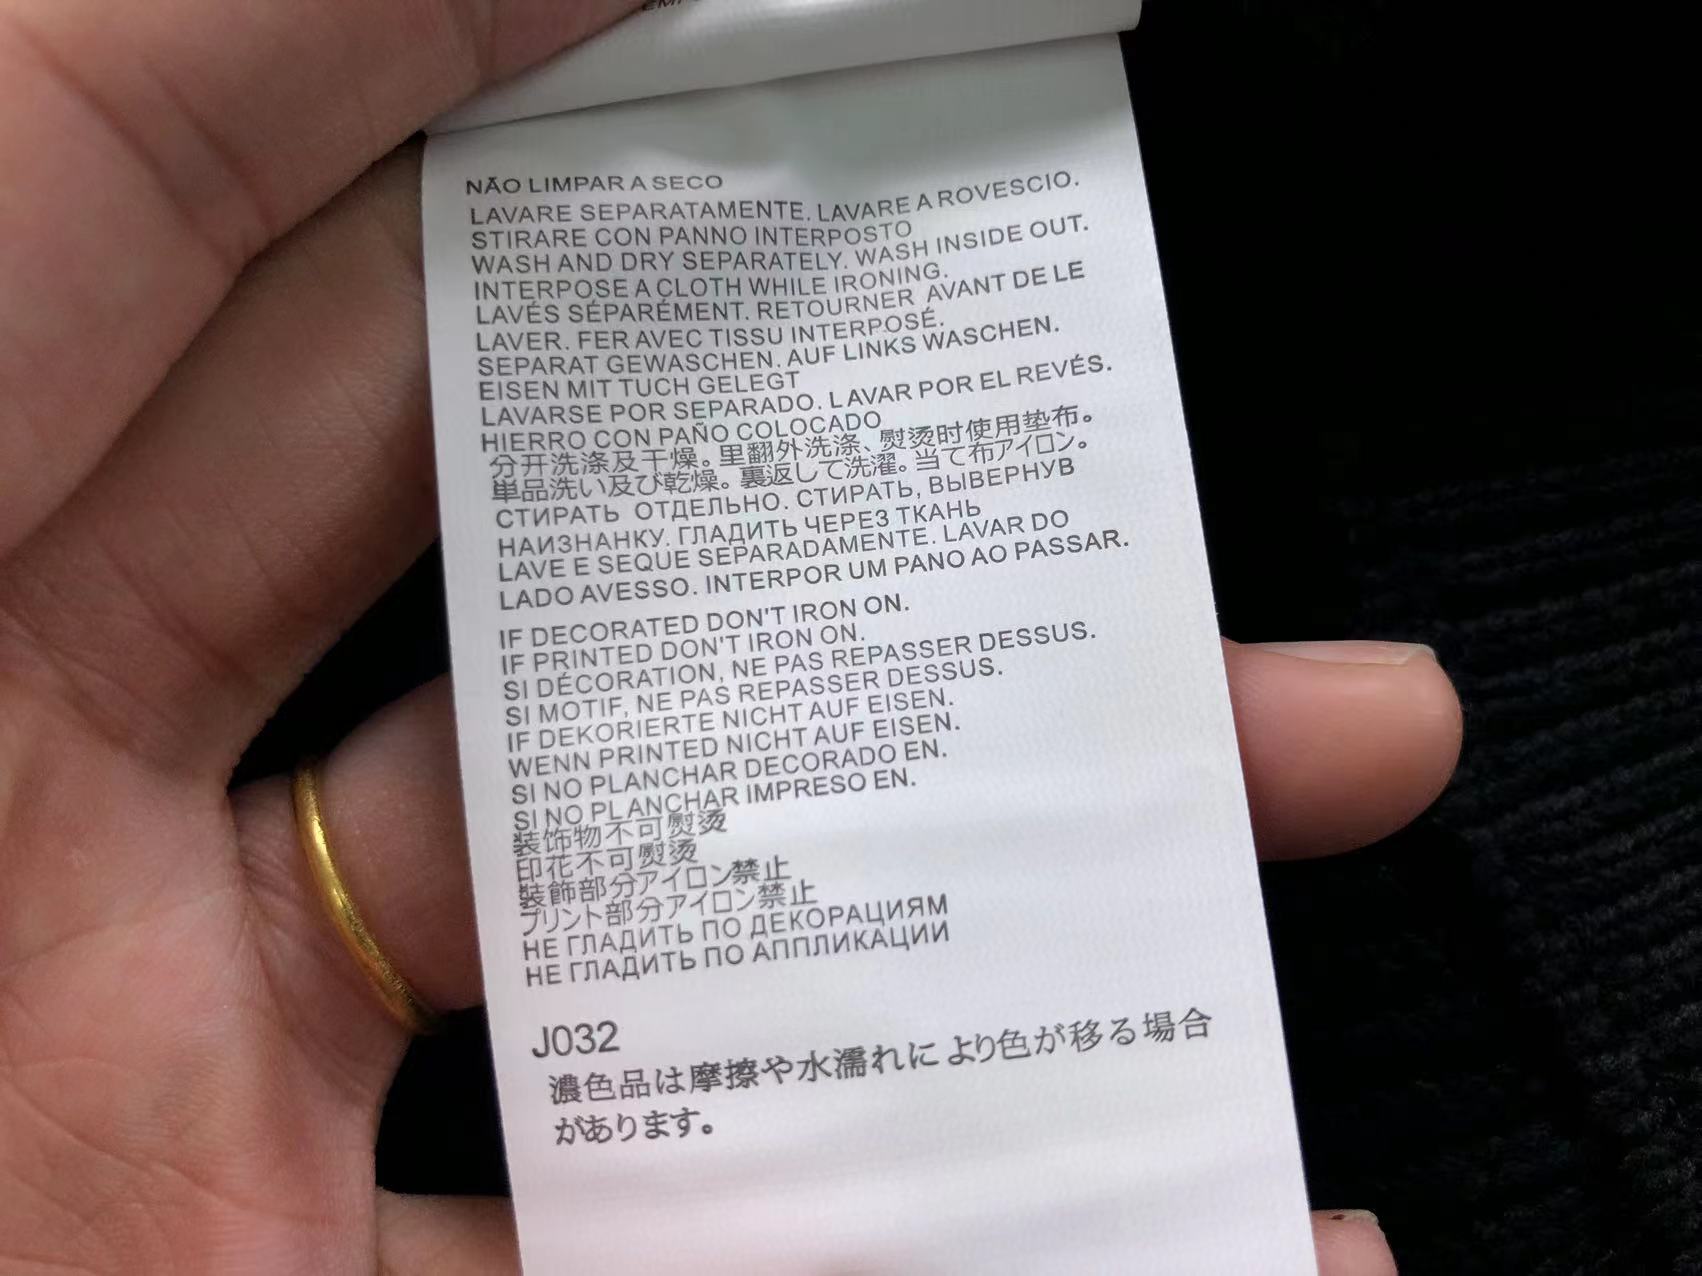 NÃO LIMPAR A SECO
LAVARE SEPARATAMENTE. LAVARE A ROVESCIO.
STIRARE CON PANNO INTERPOSTO
WASH AND DRY SEPARATELY. WASH INSIDE OUT.
INTERPOSE A CLOTH WHILE IRONING.
LAVÉS SÉPARÉMENT. RETOURNER AVANT DE LE
LAVER. FER AVEC TISSU INTERPOSÉ.
SEPARAT GEWASCHEN. AUF LINKS WASCHEN.
EISEN MIT TUCH GELEGT
LAVARSE POR SEPARADO. LAVAR POR EL REVÉS.
HIERRO CON PAÑO COLOCADO
分开洗涤及干燥。里翻外洗涤、熨烫时使用垫布。
単品洗い及び乾燥。裏返して洗濯。当て布アイロン。
СТИРАТЬ ОТДЕЛЬНО. СТИРАТЬ, ВЫВЕРНУВ
НАИЗНАНКУ. ГЛАДИТЬ ЧЕРЕЗ ТКАНЬ
LAVE E SEQUE SEPARADAMENTE. LAVAR DO
LADO AVESSO. INTERPOR UM PANO AO PASSAR.
IF DECORATED DON'T IRON ON.
IF PRINTED DON'T IRON ON.
SI DÉCORATION, NE PAS REPASSER DESSUS.
SI MOTIF, NE PAS REPASSER DESSUS.
IF DEKORIERTE NICHT AUF EISEN.
WENN PRINTED NICHT AUF EISEN.
SI NO PLANCHAR DECORADO EN.
SI NO PLANCHAR IMPRESO EN.
装饰物不可熨烫
印花不可熨烫
装飾部分アイロン禁止
プリント部分アイロン禁止
НЕ ГЛАДИТЬ ПО ДЕКОРАЦИЯМ
НЕ ГЛАДИТЬ ПО АППЛИКАЦИИ
J032
濃色品は摩擦や水濡れにより色が移る場合
があります。